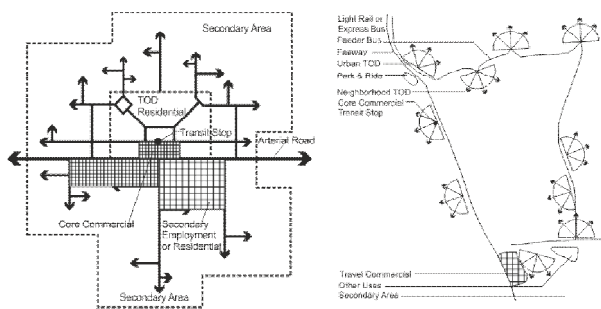 Secondary Area
TOD
Residential
Transit Stop
Arterial Road
Core Commercial
Secondary
Employment
or Residential
Secondary Area
Light Rail or
Express Bus
Feeder Bus
Freeway
Urban TOD
Park & Ride
Neighborhood TOD
Core Commercial
Transit Stop
Travel Commercial
Other Uses
Secondary Area